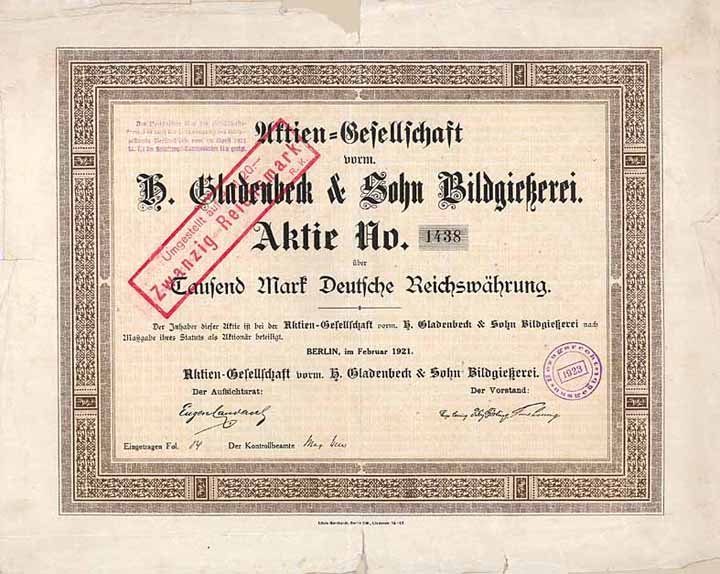 Aktien-Gesellschaft
vorm.
H. Gladenbeck & Sohn Bildgießerei.
Aktie No. 1438
über
Tausend Mark Deutsche Reichswährung.
Umgestellt auf
Zwanzig Reichsmark
R.K.
Der Inhaber dieser Aktie ist bei der Aktien-Gesellschaft vorm. H. Gladenbeck & Sohn Bildgießerei nach
Maßgabe ihres Statuts als Aktionär beteiligt.
BERLIN, im Februar 1921.
Aktien-Gesellschaft vorm. H. Gladenbeck & Sohn Bildgießerei.
Der Aufsichtsrat: Der Vorstand:
1923
Eingetragen Fol. 14 Der Kontrollbeamte